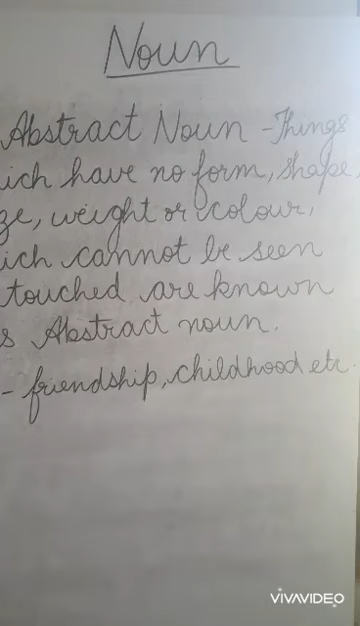 Noun
Abstract Noun - Things
ich have no form, shape,
ze, weight or colour,
ich cannot be seen
touched are known
s Abstract noun.
- friendship, childhood etc.
VIVAVIDEO